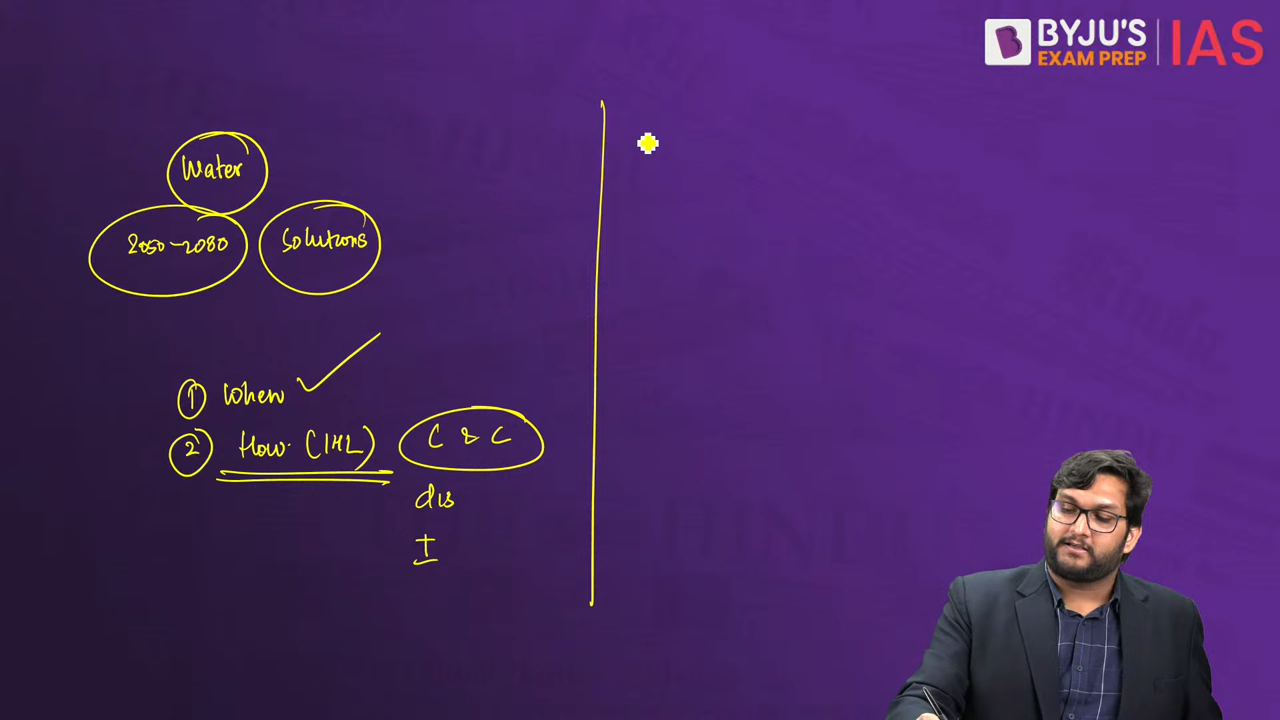 BYJU'S
EXAM PREP
IAS
Water
2050-2080
Solutions
① When
② How (IHL)
C & C
dis